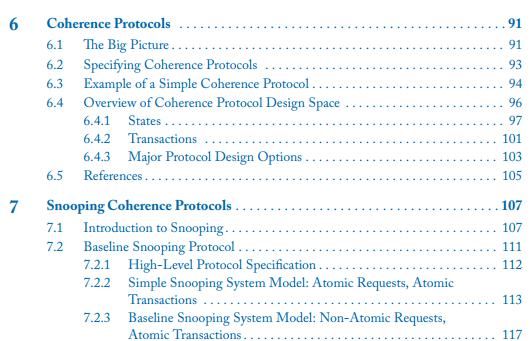 6 Coherence Protocols . . . . . . . . . . . . . . . . . . . . . . . . . . . . . . . . . . . . . . . . . . . . . . . . . . . 91
6.1 The Big Picture . . . . . . . . . . . . . . . . . . . . . . . . . . . . . . . . . . . . . . . . . . . . . . . . . . 91
6.2 Specifying Coherence Protocols . . . . . . . . . . . . . . . . . . . . . . . . . . . . . . . . . . . . 93
6.3 Example of a Simple Coherence Protocol . . . . . . . . . . . . . . . . . . . . . . . . . . . . 94
6.4 Overview of Coherence Protocol Design Space . . . . . . . . . . . . . . . . . . . . . . . 96
6.4.1 States . . . . . . . . . . . . . . . . . . . . . . . . . . . . . . . . . . . . . . . . . . . . . . . . . . . 97
6.4.2 Transactions . . . . . . . . . . . . . . . . . . . . . . . . . . . . . . . . . . . . . . . . . . . . 101
6.4.3 Major Protocol Design Options . . . . . . . . . . . . . . . . . . . . . . . . . . . . . 103
6.5 References . . . . . . . . . . . . . . . . . . . . . . . . . . . . . . . . . . . . . . . . . . . . . . . . . . . . . 105
7 Snooping Coherence Protocols . . . . . . . . . . . . . . . . . . . . . . . . . . . . . . . . . . . . . . . . 107
7.1 Introduction to Snooping . . . . . . . . . . . . . . . . . . . . . . . . . . . . . . . . . . . . . . . . . 107
7.2 Baseline Snooping Protocol . . . . . . . . . . . . . . . . . . . . . . . . . . . . . . . . . . . . . . . 111
7.2.1 High-Level Protocol Specification . . . . . . . . . . . . . . . . . . . . . . . . . . . 112
7.2.2 Simple Snooping System Model: Atomic Requests, Atomic
Transactions . . . . . . . . . . . . . . . . . . . . . . . . . . . . . . . . . . . . . . . . . . . . 113
7.2.3 Baseline Snooping System Model: Non-Atomic Requests,
Atomic Transactions . . . . . . . . . . . . . . . . . . . . . . . . . . . . . . . . . . . . . . 117